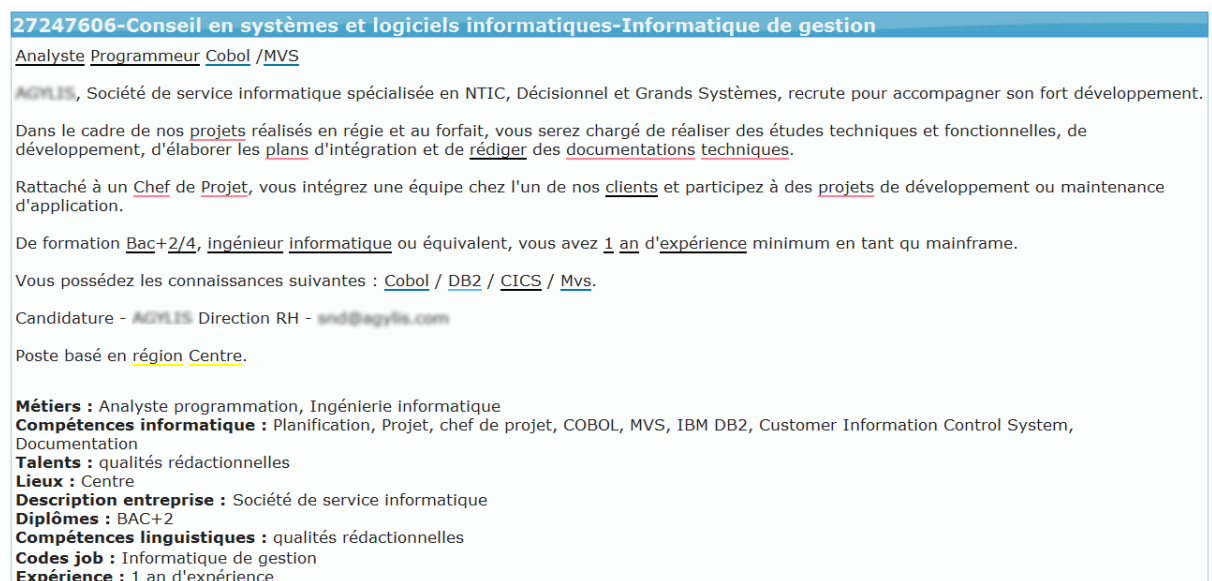 27247606-Conseil en systèmes et logiciels informatiques-Informatique de gestion
Analyste Programmeur Cobol /MVS
, Société de service informatique spécialisée en NTIC, Décisionnel et Grands Systèmes, recrute pour accompagner son fort développement.
Dans le cadre de nos projets réalisés en régie et au forfait, vous serez chargé de réaliser des études techniques et fonctionnelles, de
développement, d'élaborer les plans d'intégration et de rédiger des documentations techniques.
Rattaché à un Chef de Projet, vous intégrez une équipe chez l'un de nos clients et participez à des projets de développement ou maintenance
d'application.
De formation Bac+2/4, ingénieur informatique ou équivalent, vous avez 1 an d'expérience minimum en tant qu mainframe.
Vous possédez les connaissances suivantes : Cobol / DB2 / CICS / Mvs.
Candidature - Direction RH -
Poste basé en région Centre.
Métiers : Analyste programmation, Ingénierie informatique
Compétences informatique : Planification, Projet, chef de projet, COBOL, MVS, IBM DB2, Customer Information Control System,
Documentation
Talents : qualités rédactionnelles
Lieux : Centre
Description entreprise : Société de service informatique
Diplômes : BAC+2
Compétences linguistiques : qualités rédactionnelles
Codes job : Informatique de gestion
Expérience : 1 an d'expérience